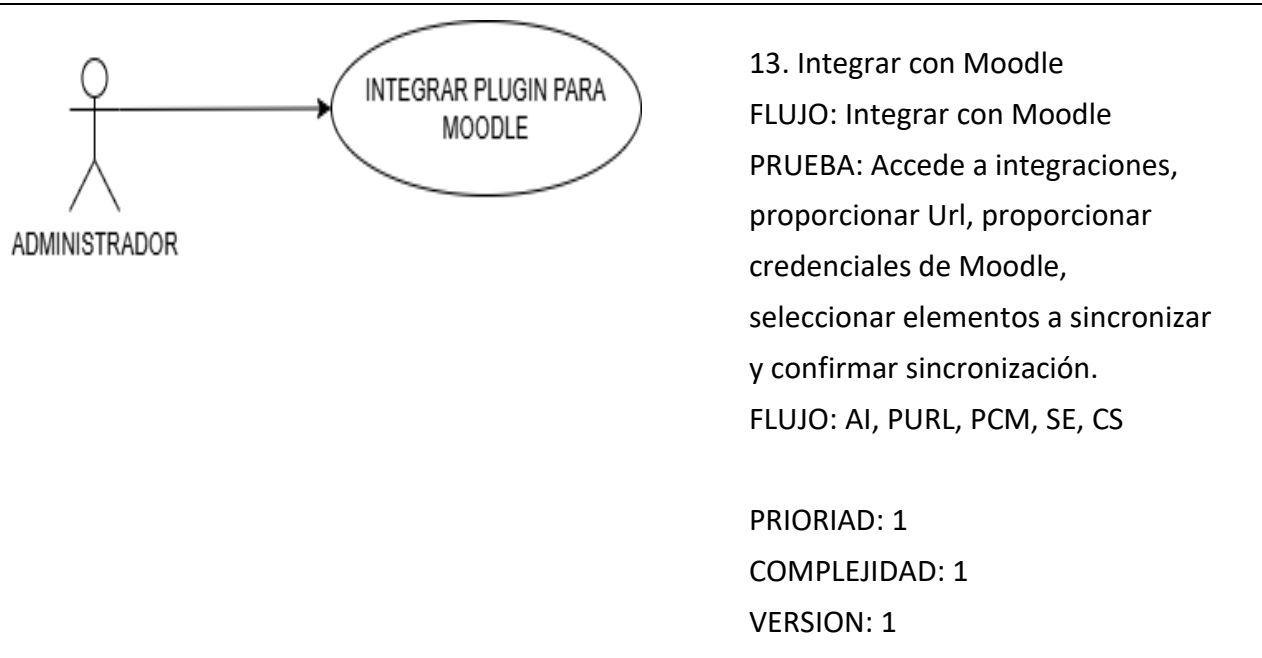 INTEGRAR PLUGIN PARA
MOODLE
ADMINISTRADOR
13. Integrar con Moodle
FLUJO: Integrar con Moodle
PRUEBA: Accede a integraciones,
proporcionar Url, proporcionar
credenciales de Moodle,
seleccionar elementos a sincronizar
y confirmar sincronización.
FLUJO: AI, PURL, PCM, SE, CS
PRIORIAD: 1
COMPLEJIDAD: 1
VERSION: 1